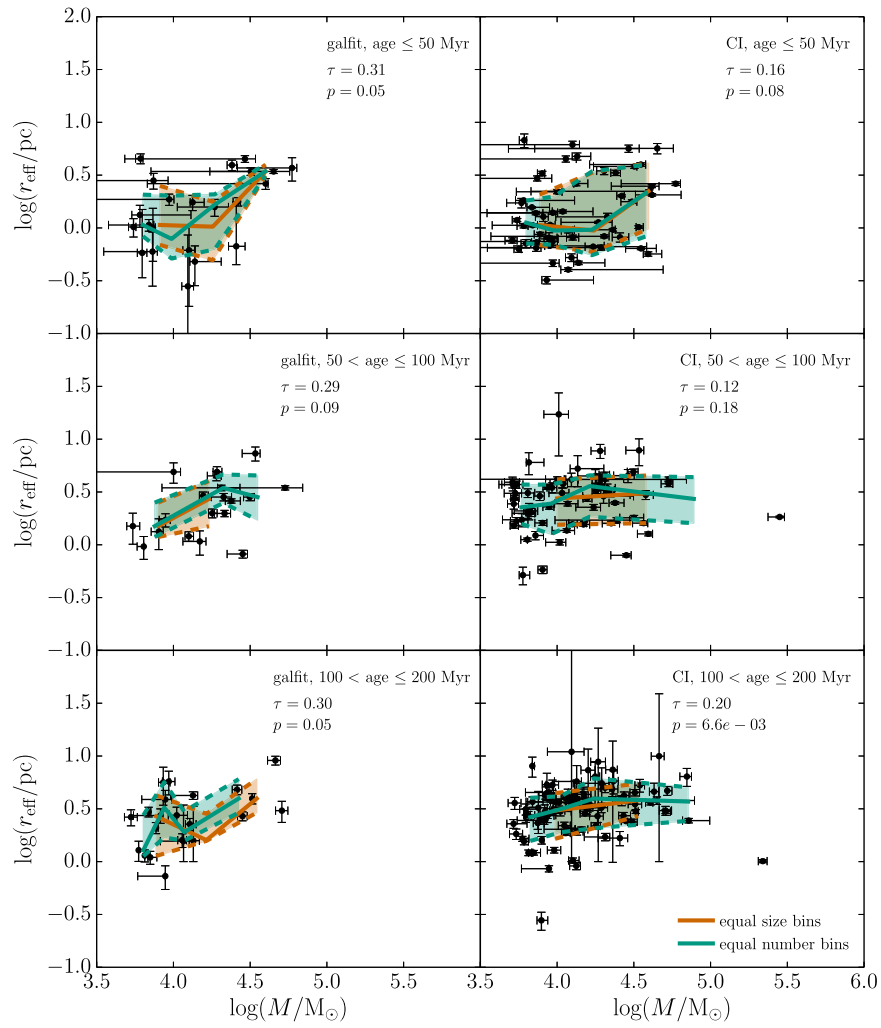 2.0
1.5
1.0
0.5
0.0
−0.5
−1.0
log(r_eff/pc)
galfit, age ≤ 50 Myr
τ = 0.31
p = 0.05
CI, age ≤ 50 Myr
τ = 0.16
p = 0.08
1.5
1.0
0.5
0.0
−0.5
−1.0
log(r_eff/pc)
galfit, 50 < age ≤ 100 Myr
τ = 0.29
p = 0.09
CI, 50 < age ≤ 100 Myr
τ = 0.12
p = 0.18
1.5
1.0
0.5
0.0
−0.5
−1.0
log(r_eff/pc)
galfit, 100 < age ≤ 200 Myr
τ = 0.30
p = 0.05
CI, 100 < age ≤ 200 Myr
τ = 0.20
p = 6.6e − 03
equal size bins
equal number bins
3.5 4.0 4.5 5.0 5.5 3.5 4.0 4.5 5.0 5.5 6.0
log(M/M_⊙) log(M/M_⊙)